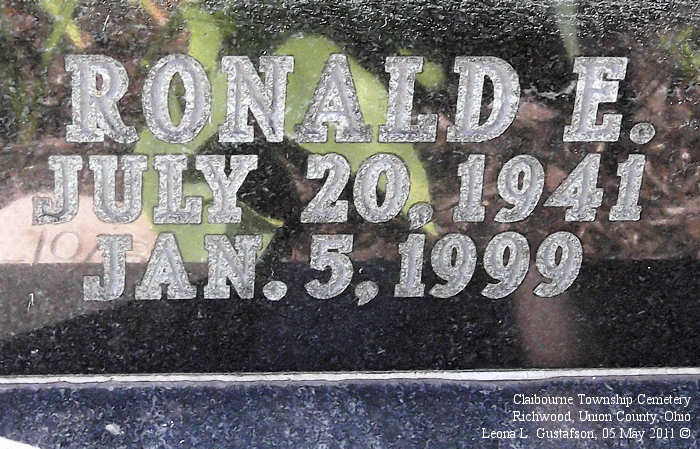 RONALD E.
JULY 20, 1941
JAN. 5, 1999
Claibourne Township Cemetery
Richwood, Union County, Ohio
Leona L. Gustafson, 05 May 2011 ©